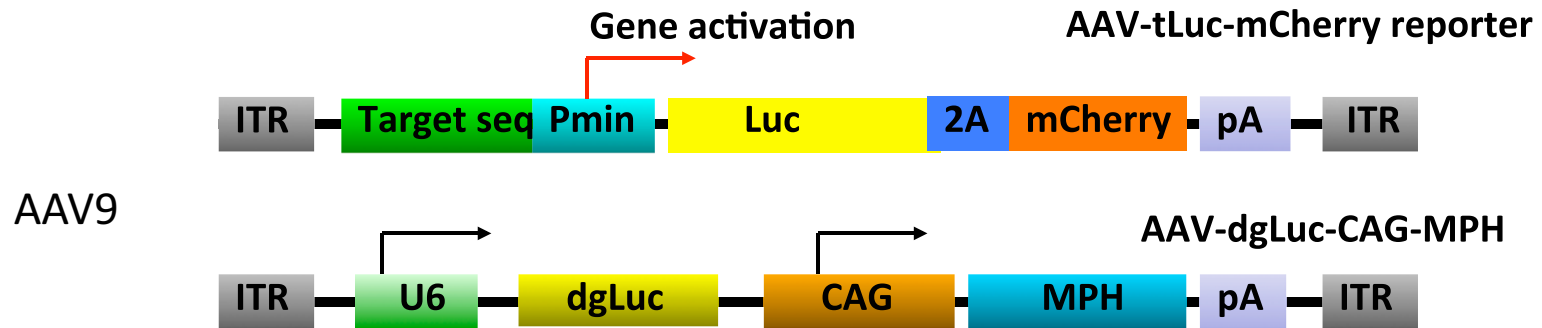 Gene activation
AAV-tLuc-mCherry reporter
ITR Target seq Pmin Luc 2A mCherry pA ITR
AAV9
AAV-dgLuc-CAG-MPH
ITR U6 dgLuc CAG MPH pA ITR